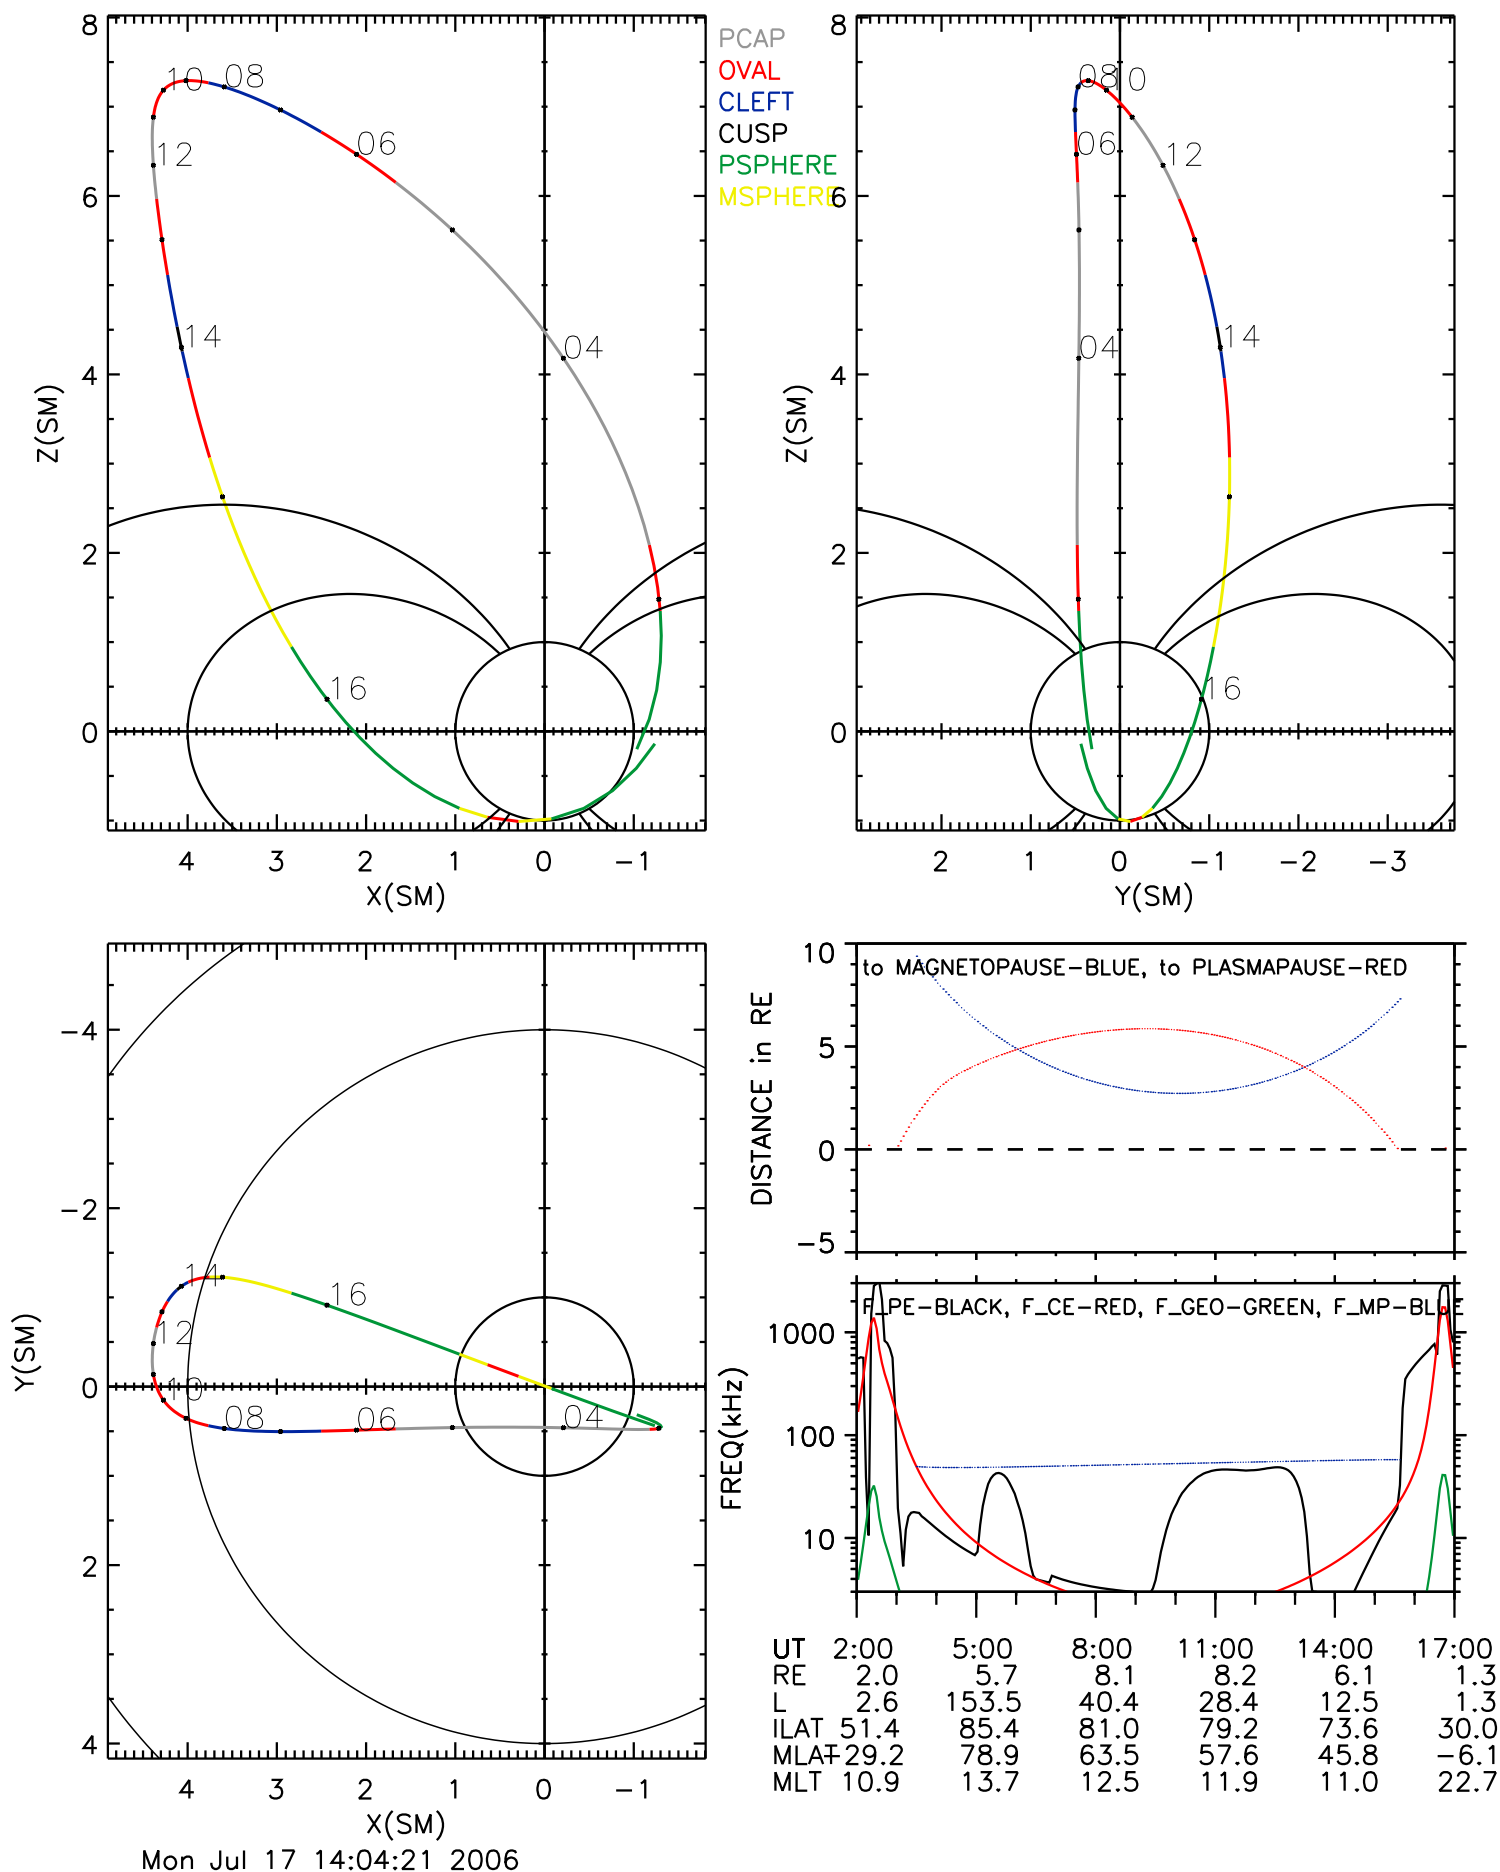 PCAP
OVAL
CLEFT
CUSP
PSPHERE
MSPHERE
8
6
4
2
0
Z(SM)
10
08
06
12
04
14
16
4 3 2 1 0 −1
X(SM)
8
6
4
2
0
Z(SM)
08
10
06
12
04
14
16
2 1 0 −1 −2 −3
Y(SM)
−4
−2
0
2
4
Y(SM)
14
16
12
10
08
06
04
4 3 2 1 0 −1
X(SM)
10
5
0
−5
DISTANCE in RE
to MAGNETOPAUSE−BLUE, to PLASMAPAUSE−RED
1000
100
10
FREQ(kHz)
F_PE−BLACK, F_CE−RED, F_GEO−GREEN, F_MP−BL
UT 2:00 5:00 8:00 11:00 14:00 17:00
RE 2.0 5.7 8.1 8.2 6.1 1.3
L 2.6 153.5 40.4 28.4 12.5 1.3
ILAT 51.4 85.4 81.0 79.2 73.6 30.0
MLAT −29.2 78.9 63.5 57.6 45.8 −6.1
MLT 10.9 13.7 12.5 11.9 11.0 22.7
Mon Jul 17 14:04:21 2006